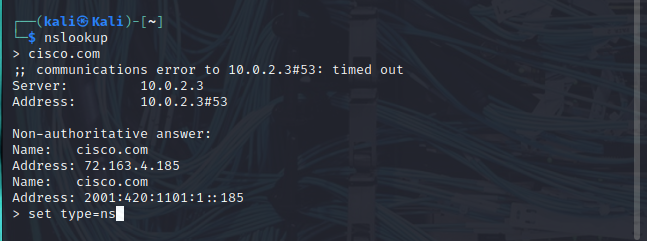 ┌──(kali㉿Kali)-[~]
└─$ nslookup
> cisco.com
;; communications error to 10.0.2.3#53: timed out
Server:         10.0.2.3
Address:        10.0.2.3#53

Non-authoritative answer:
Name:   cisco.com
Address: 72.163.4.185
Name:   cisco.com
Address: 2001:420:1101:1::185
> set type=ns